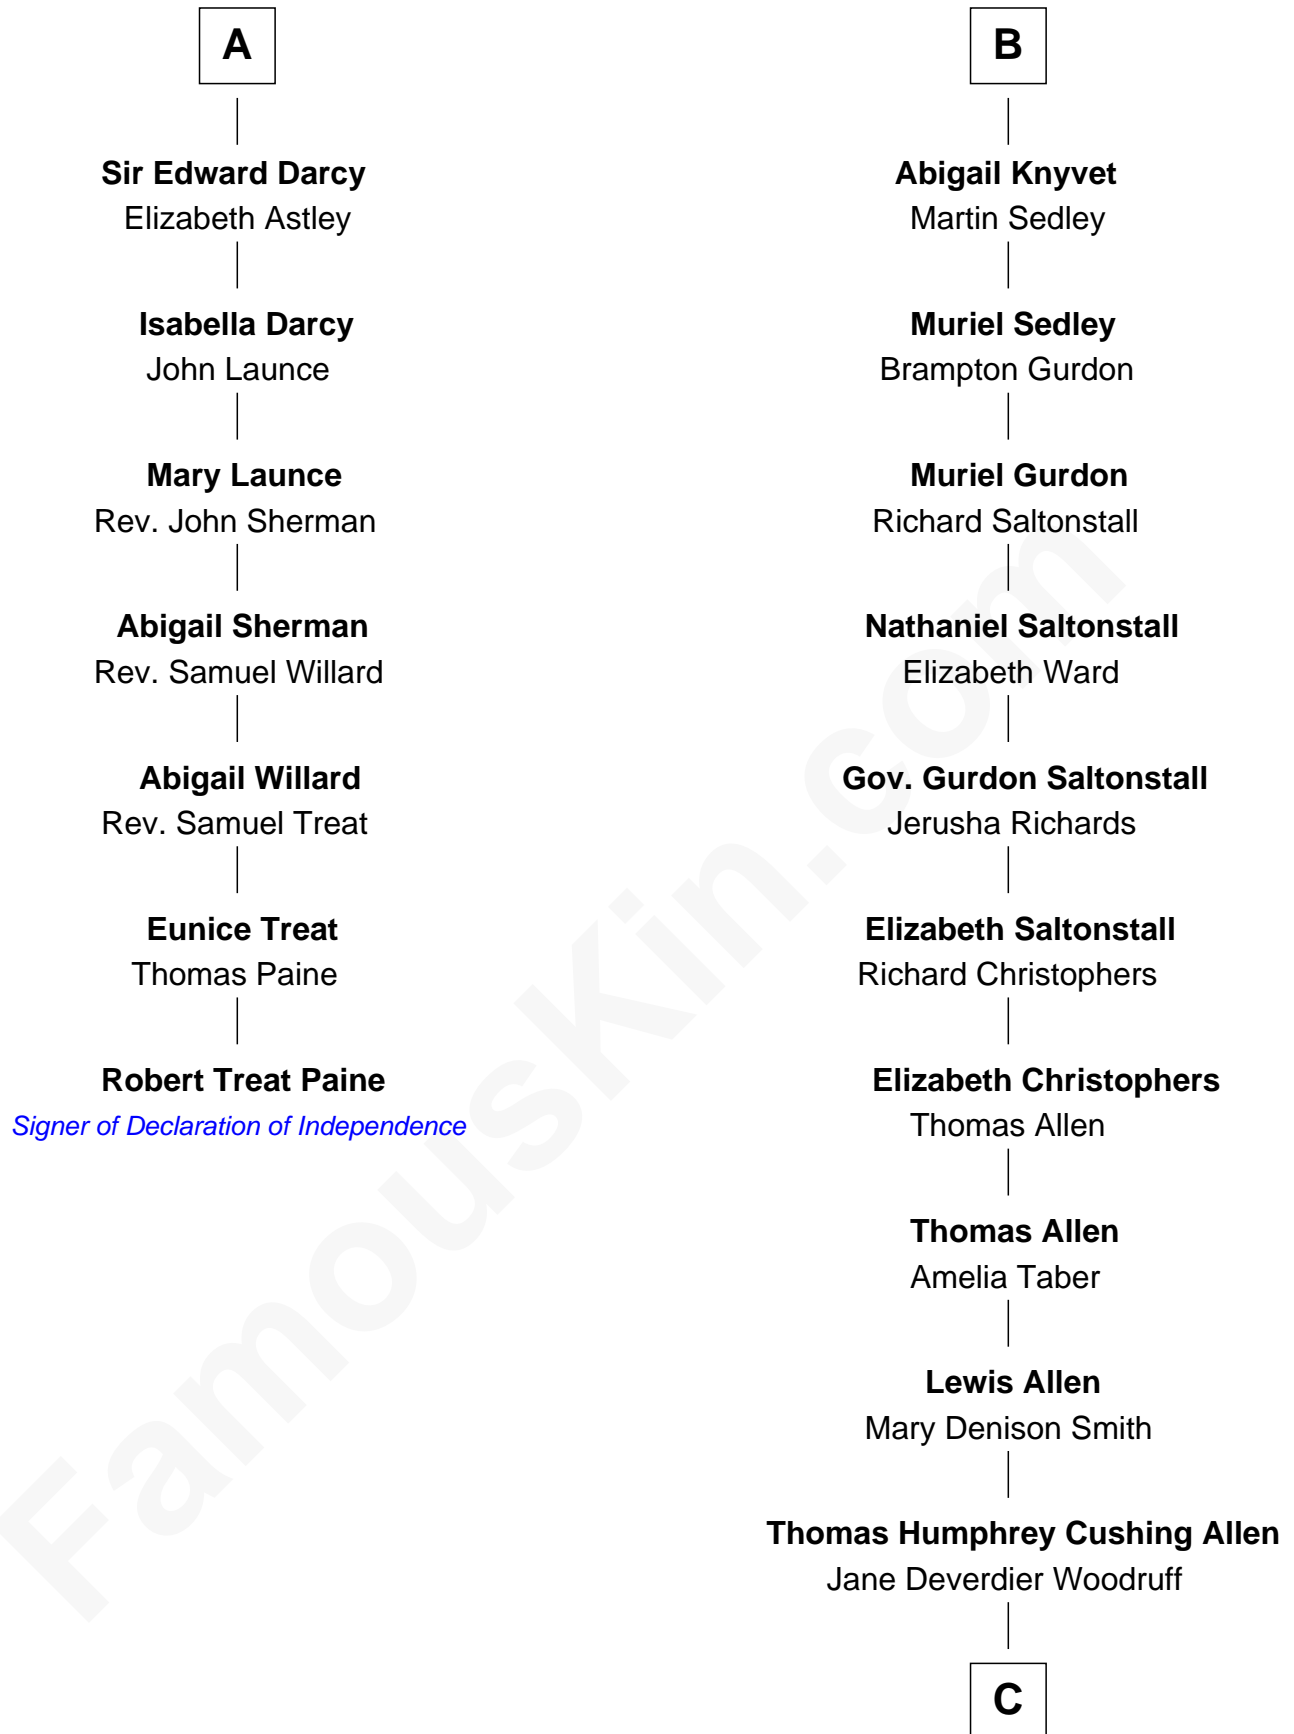 A
Sir Edward Darcy
Elizabeth Astley
Isabella Darcy
John Launce
Mary Launce
Rev. John Sherman
Abigail Sherman
Rev. Samuel Willard
Abigail Willard
Rev. Samuel Treat
Eunice Treat
Thomas Paine
Robert Treat Paine
Signer of Declaration of Independence
B
Abigail Knyvet
Martin Sedley
Muriel Sedley
Brampton Gurdon
Muriel Gurdon
Richard Saltonstall
Nathaniel Saltonstall
Elizabeth Ward
Gov. Gurdon Saltonstall
Jerusha Richards
Elizabeth Saltonstall
Richard Christophers
Elizabeth Christophers
Thomas Allen
Thomas Allen
Amelia Taber
Lewis Allen
Mary Denison Smith
Thomas Humphrey Cushing Allen
Jane Deverdier Woodruff
C
FamousKin.com